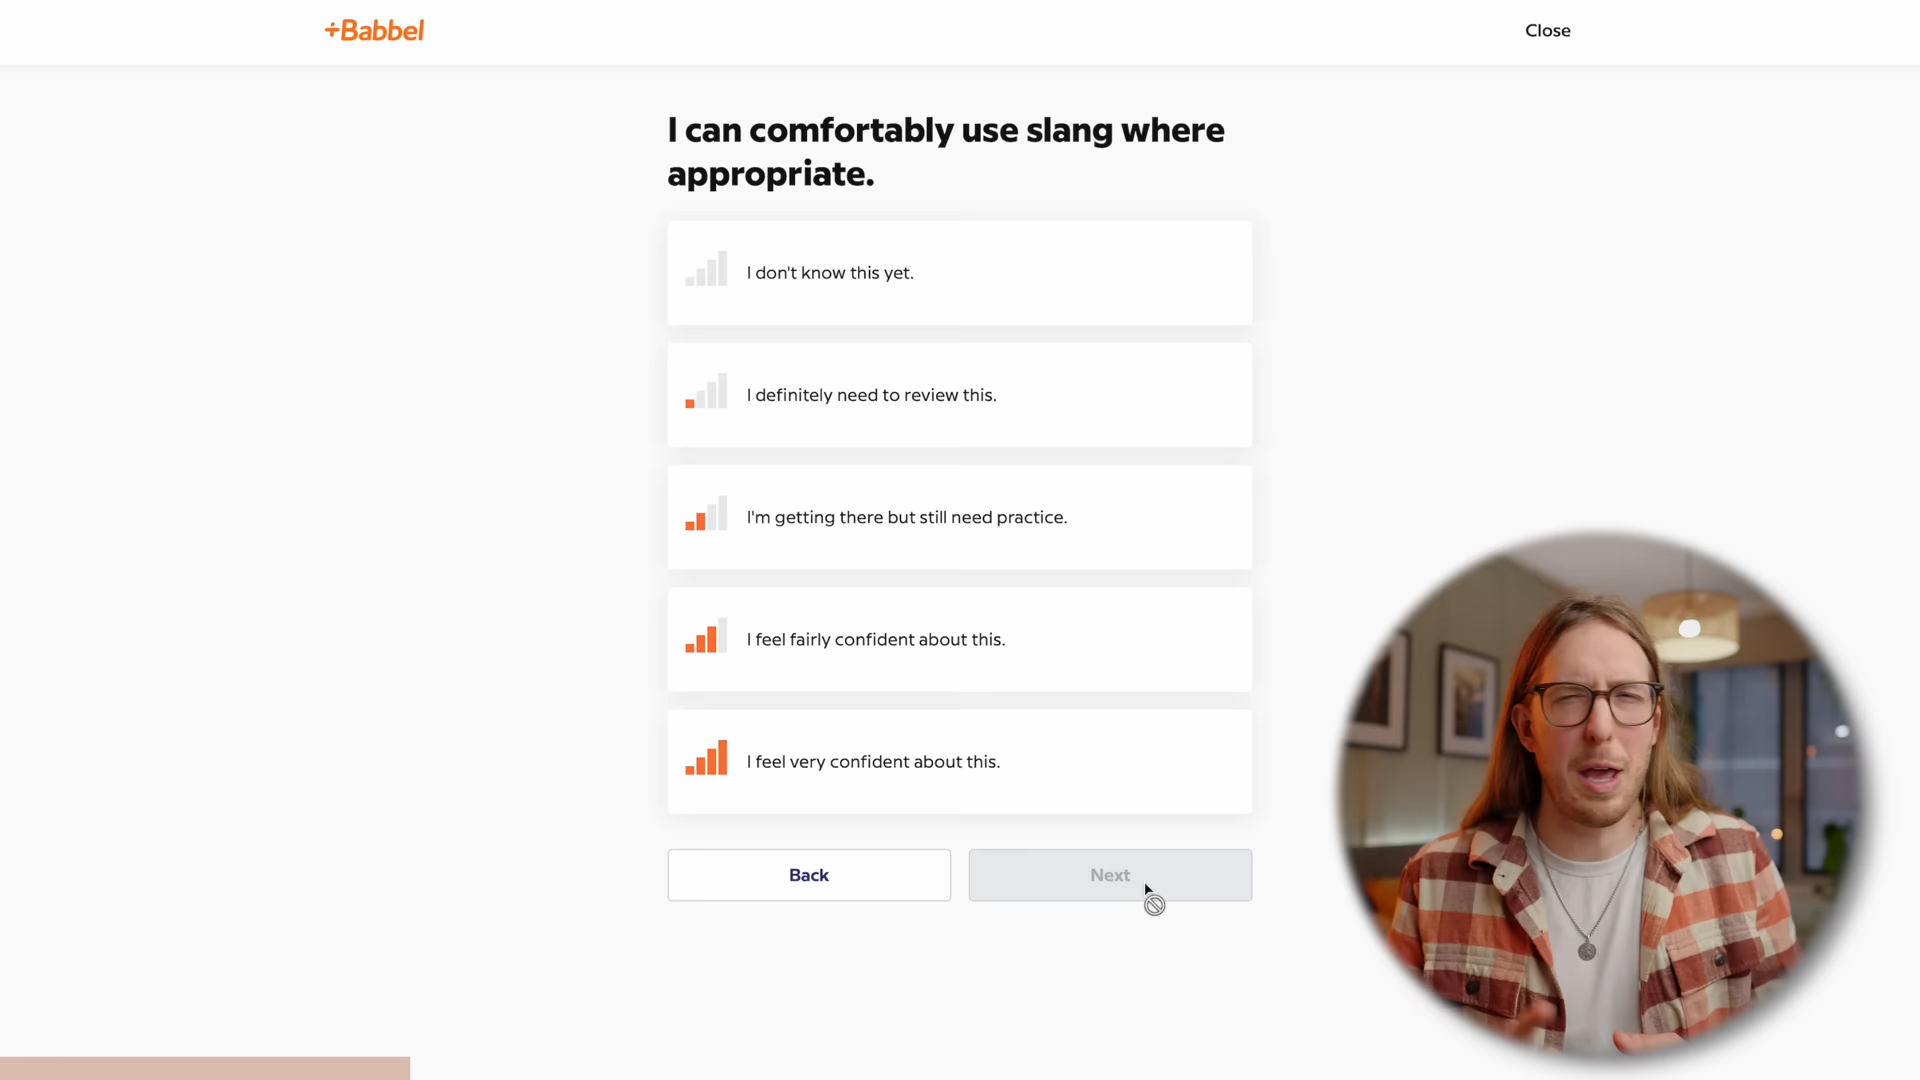 +Babbel
Close
I can comfortably use slang where
appropriate.
I don't know this yet.
I definitely need to review this.
I'm getting there but still need practice.
I feel fairly confident about this.
I feel very confident about this.
Back
Next